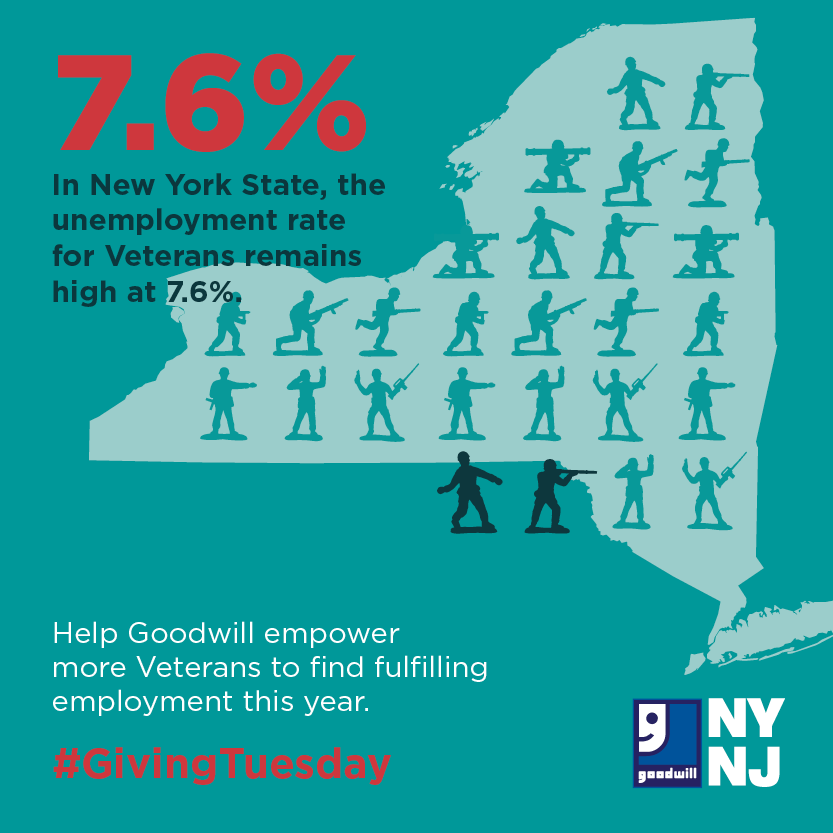 7.6%
In New York State, the
unemployment rate
for Veterans remains
high at 7.6%.
Help Goodwill empower
more Veterans to find fulfilling
employment this year.
#GivingTuesday
goodwill
NY
NJ